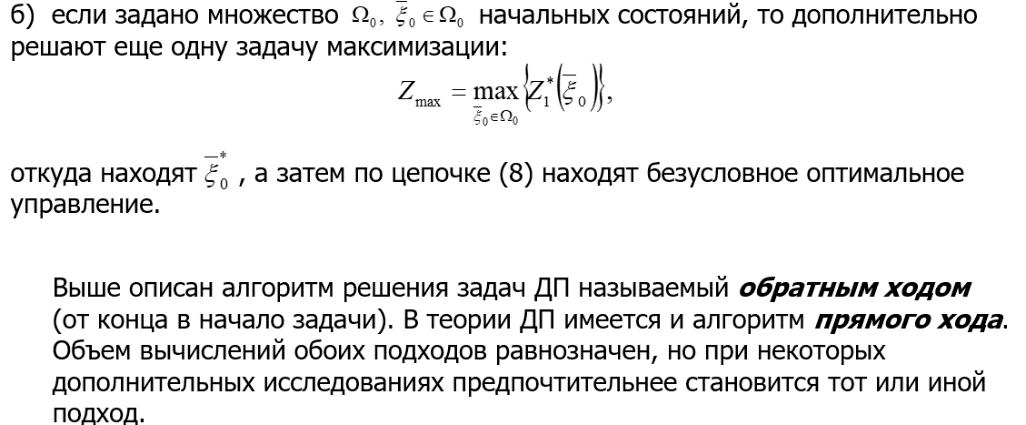 б) если задано множество Ω₀, ξ̅₀ ∈ Ω₀ начальных состояний, то дополнительно
решают еще одну задачу максимизации:
Z_max = max_{ξ̅₀∈Ω₀} {Z₁*(ξ̅₀)},
откуда находят ξ̅₀* , а затем по цепочке (8) находят безусловное оптимальное
управление.
Выше описан алгоритм решения задач ДП называемый обратным ходом
(от конца в начало задачи). В теории ДП имеется и алгоритм прямого хода.
Объем вычислений обоих подходов равнозначен, но при некоторых
дополнительных исследованиях предпочтительнее становится тот или иной
подход.